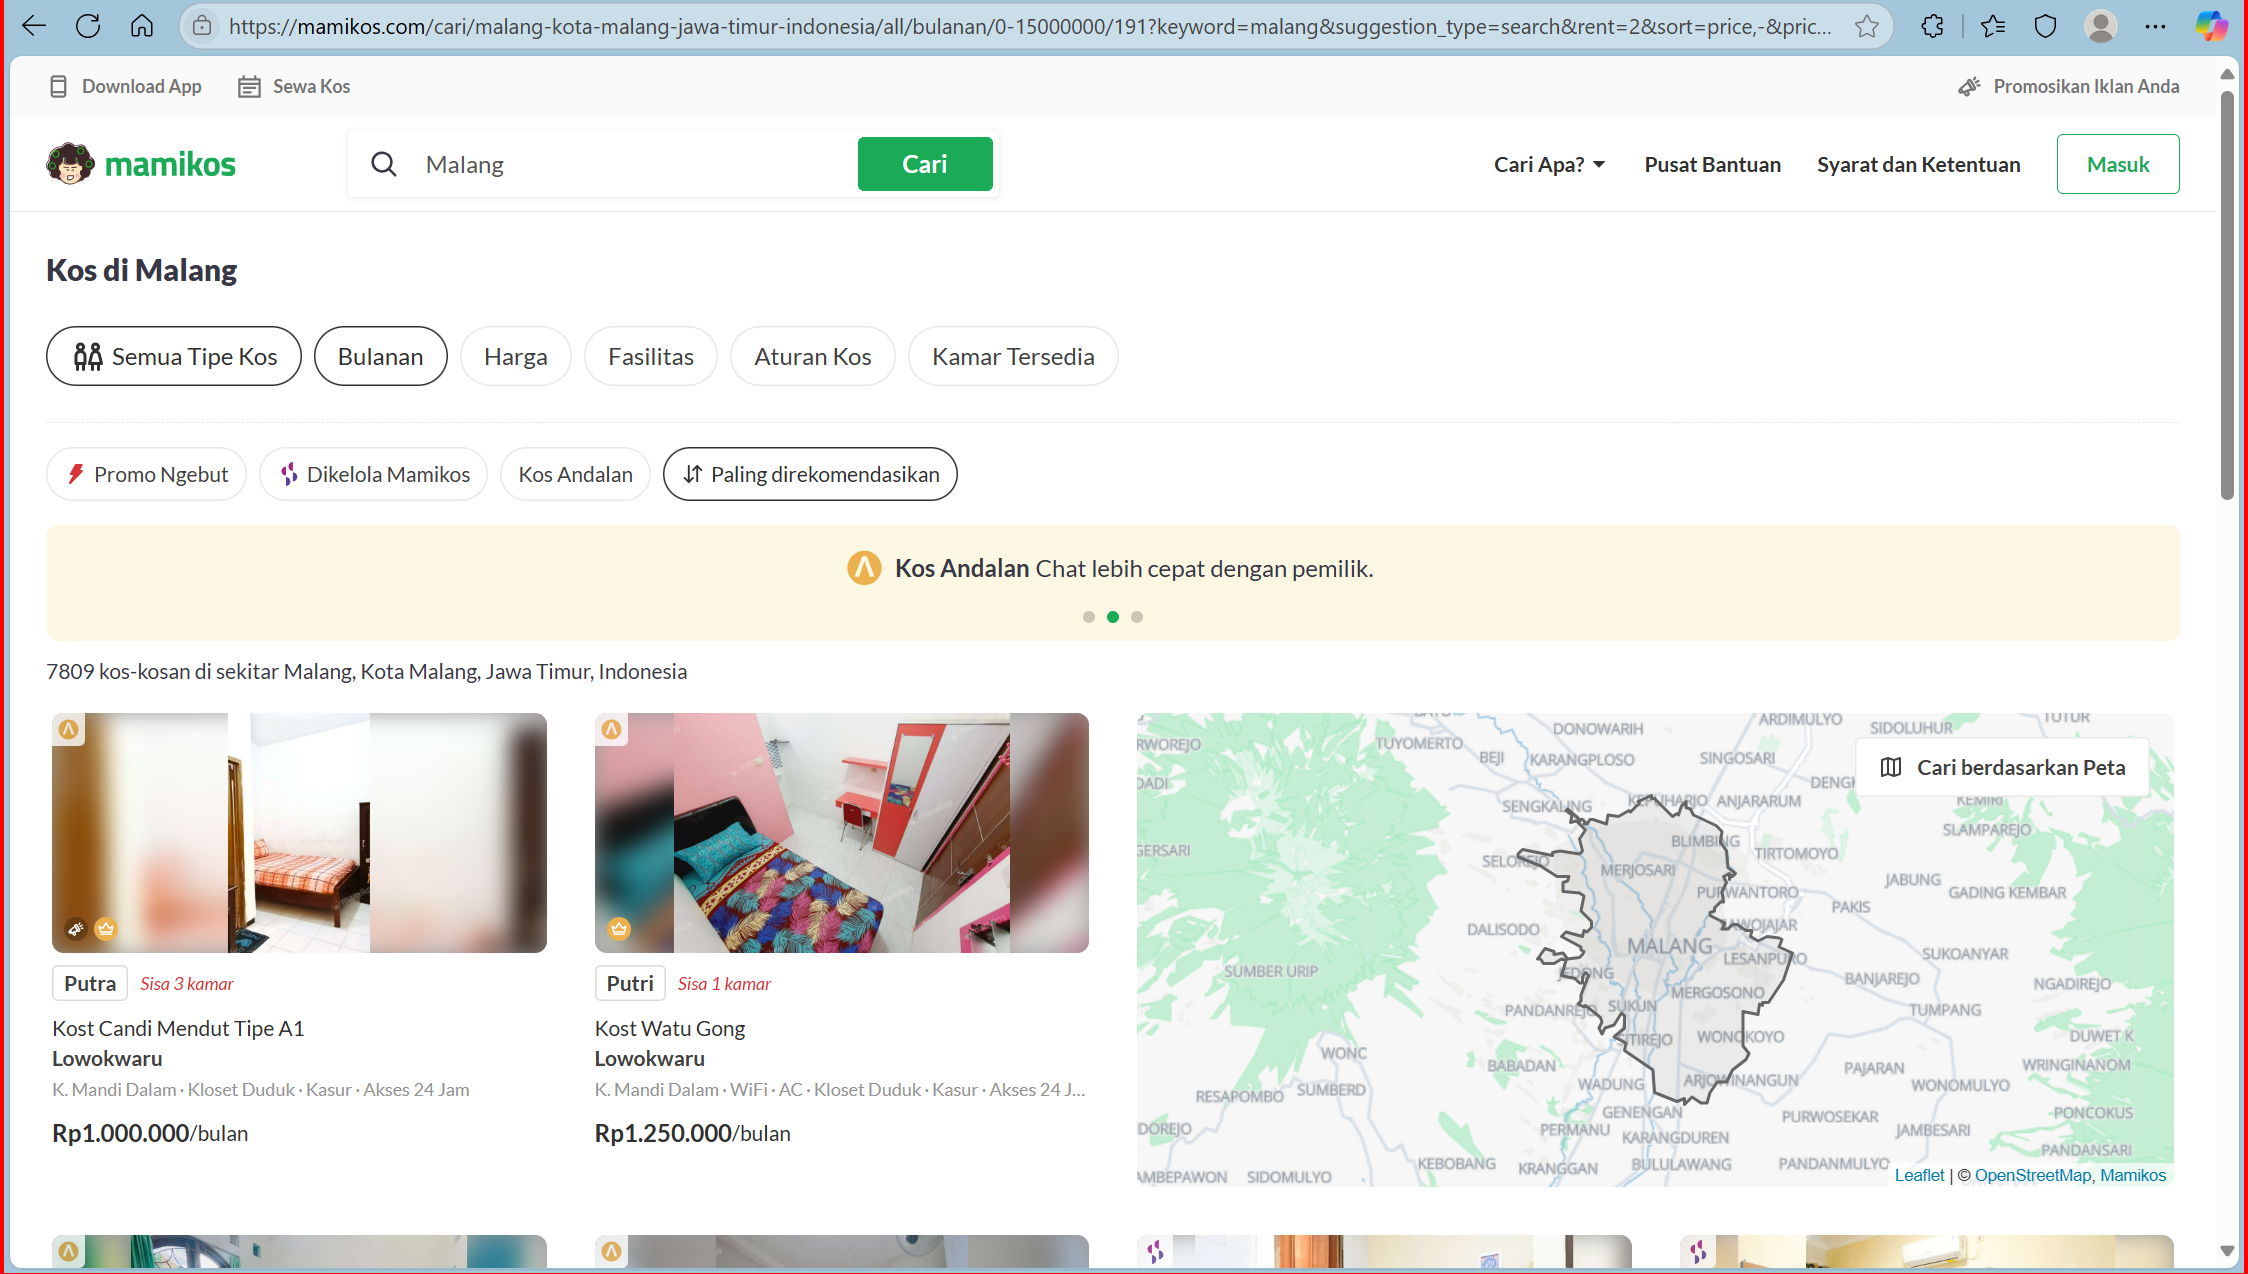 https://mamikos.com/cari/malang-kota-malang-jawa-timur-indonesia/all/bulanan/0-15000000/191?keyword=malang&suggestion_type=search&rent=2&sort=price,-&pric...
Download App
Sewa Kos
Promosikan Iklan Anda
mamikos
Malang
Cari
Cari Apa?
Pusat Bantuan
Syarat dan Ketentuan
Masuk
Kos di Malang
Semua Tipe Kos
Bulanan
Harga
Fasilitas
Aturan Kos
Kamar Tersedia
Promo Ngebut
Dikelola Mamikos
Kos Andalan
Paling direkomendasikan
Kos Andalan Chat lebih cepat dengan pemilik.
7809 kos-kosan di sekitar Malang, Kota Malang, Jawa Timur, Indonesia
Putra
Sisa 3 kamar
Kost Candi Mendut Tipe A1
Lowokwaru
K. Mandi Dalam · Kloset Duduk · Kasur · Akses 24 Jam
Rp1.000.000/bulan
Putri
Sisa 1 kamar
Kost Watu Gong
Lowokwaru
K. Mandi Dalam · WiFi · AC · Kloset Duduk · Kasur · Akses 24 J...
Rp1.250.000/bulan
Cari berdasarkan Peta
ARDIMULYO
TUTUR
DONOWARIH
SIDOLUHUR
RWOREJO
TUYOMERTO
BEJI
KARANGPLOSO
SINGOSARI
DADI
DENGK
SENGKALING
KEPUHARJO
ANJARARUM
KEMIRI
SLAMPAREJO
BLIMBING
GERSARI
SELOREJO
TIRTOMOYO
MERJOSARI
JABUNG
PURWANTORO
GADING KEMBAR
PAKIS
DALISODO
AWOJAJAR
MALANG
SUKOANYAR
LESANPURO
SUMBER URIP
JEDONG
BANJAREJO
NGADIREJO
MERGOSONO
PANDANREJO
SUKUN
TUMPANG
SITIREJO
WONOKOYO
DUWET K
WONC
BABADAN
PAJARAN
WRINGINANOM
SUMBERD
WADUNG
ARJOWINANGUN
WONOMULYO
RESAPOMBO
GENENGAN
PURWOSEKAR
PONCOKUS
DOREJO
PERMANU
KARANGDUREN
JAMBESARI
PANDANSARI
KEBOBANG
KRANGGAN
BULULAWANG
PANDANMULYO
AMBEPAWON
SIDOMULYO
Leaflet | © OpenStreetMap, Mamikos